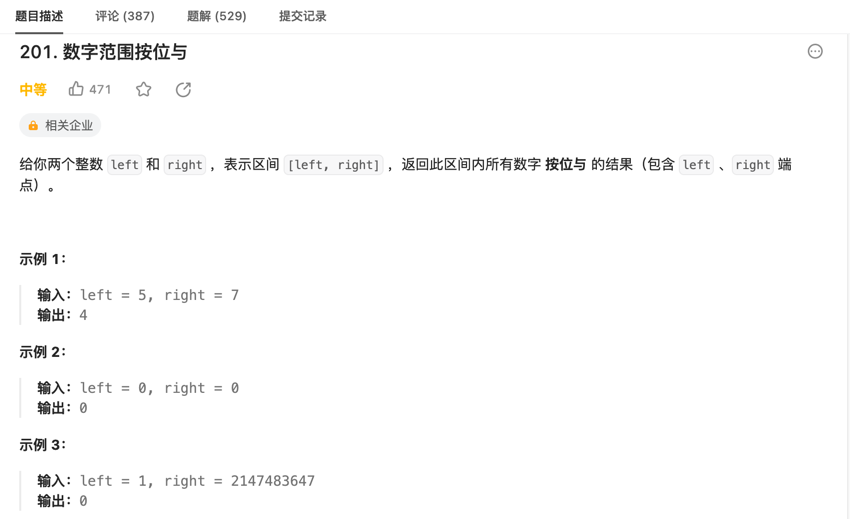 题目描述 评论 (387) 题解 (529) 提交记录
201. 数字范围按位与
中等 471
相关企业
给你两个整数 left 和 right ，表示区间 [left, right] ，返回此区间内所有数字 按位与 的结果（包含 left 、right 端
点）。
示例 1：
输入：left = 5, right = 7
输出：4
示例 2：
输入：left = 0, right = 0
输出：0
示例 3：
输入：left = 1, right = 2147483647
输出：0